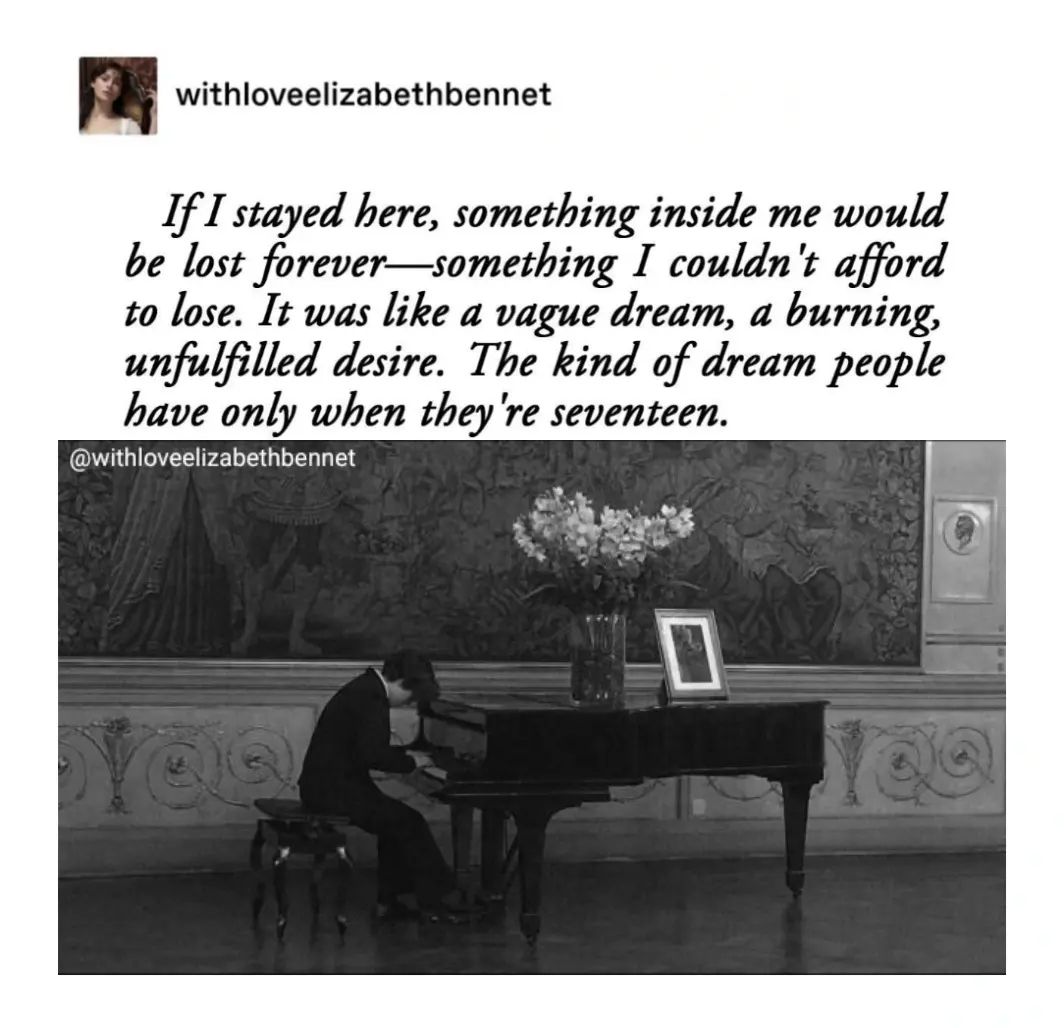 withloveelizabethbennet
If I stayed here, something inside me would
be lost forever—something I couldn't afford
to lose. It was like a vague dream, a burning,
unfulfilled desire. The kind of dream people
have only when they're seventeen.
@withloveelizabethbennet